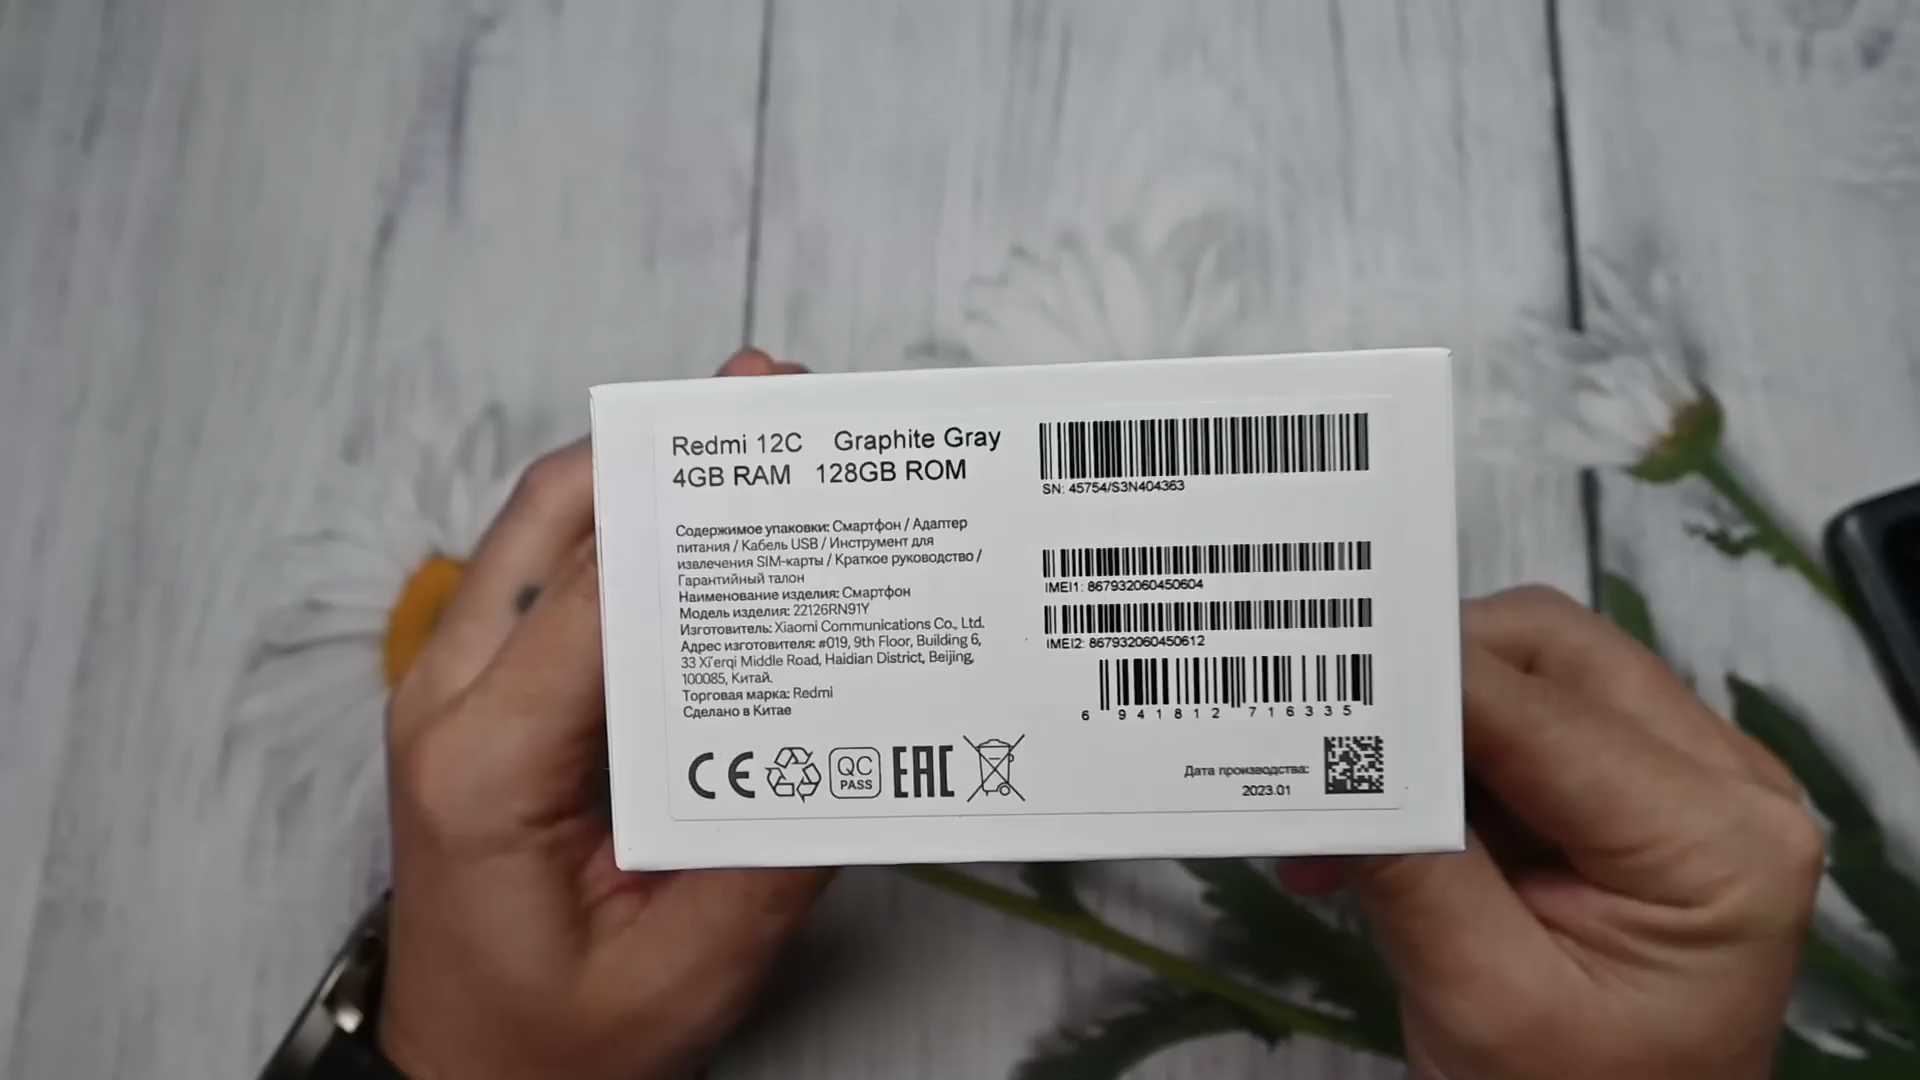 Redmi 12C Graphite Gray
4GB RAM 128GB ROM
Содержимое упаковки: Смартфон / Адаптер
питания / Кабель USB / Инструмент для
извлечения SIM-карты / Краткое руководство /
Гарантийный талон
Наименование изделия: Смартфон
Модель изделия: 22126RN91Y
Изготовитель: Xiaomi Communications Co., Ltd.
Адрес изготовителя: #019, 9th Floor, Building 6,
33 Xi'erqi Middle Road, Haidian District, Beijing,
100085, Китай.
Торговая марка: Redmi
Сделано в Китае
CE
QC
PASS
EAC
SN: 45754/S3N404363
IMEI1: 867932060450604
IMEI2: 867932060450612
6 941812 716335
Дата производства:
2023.01